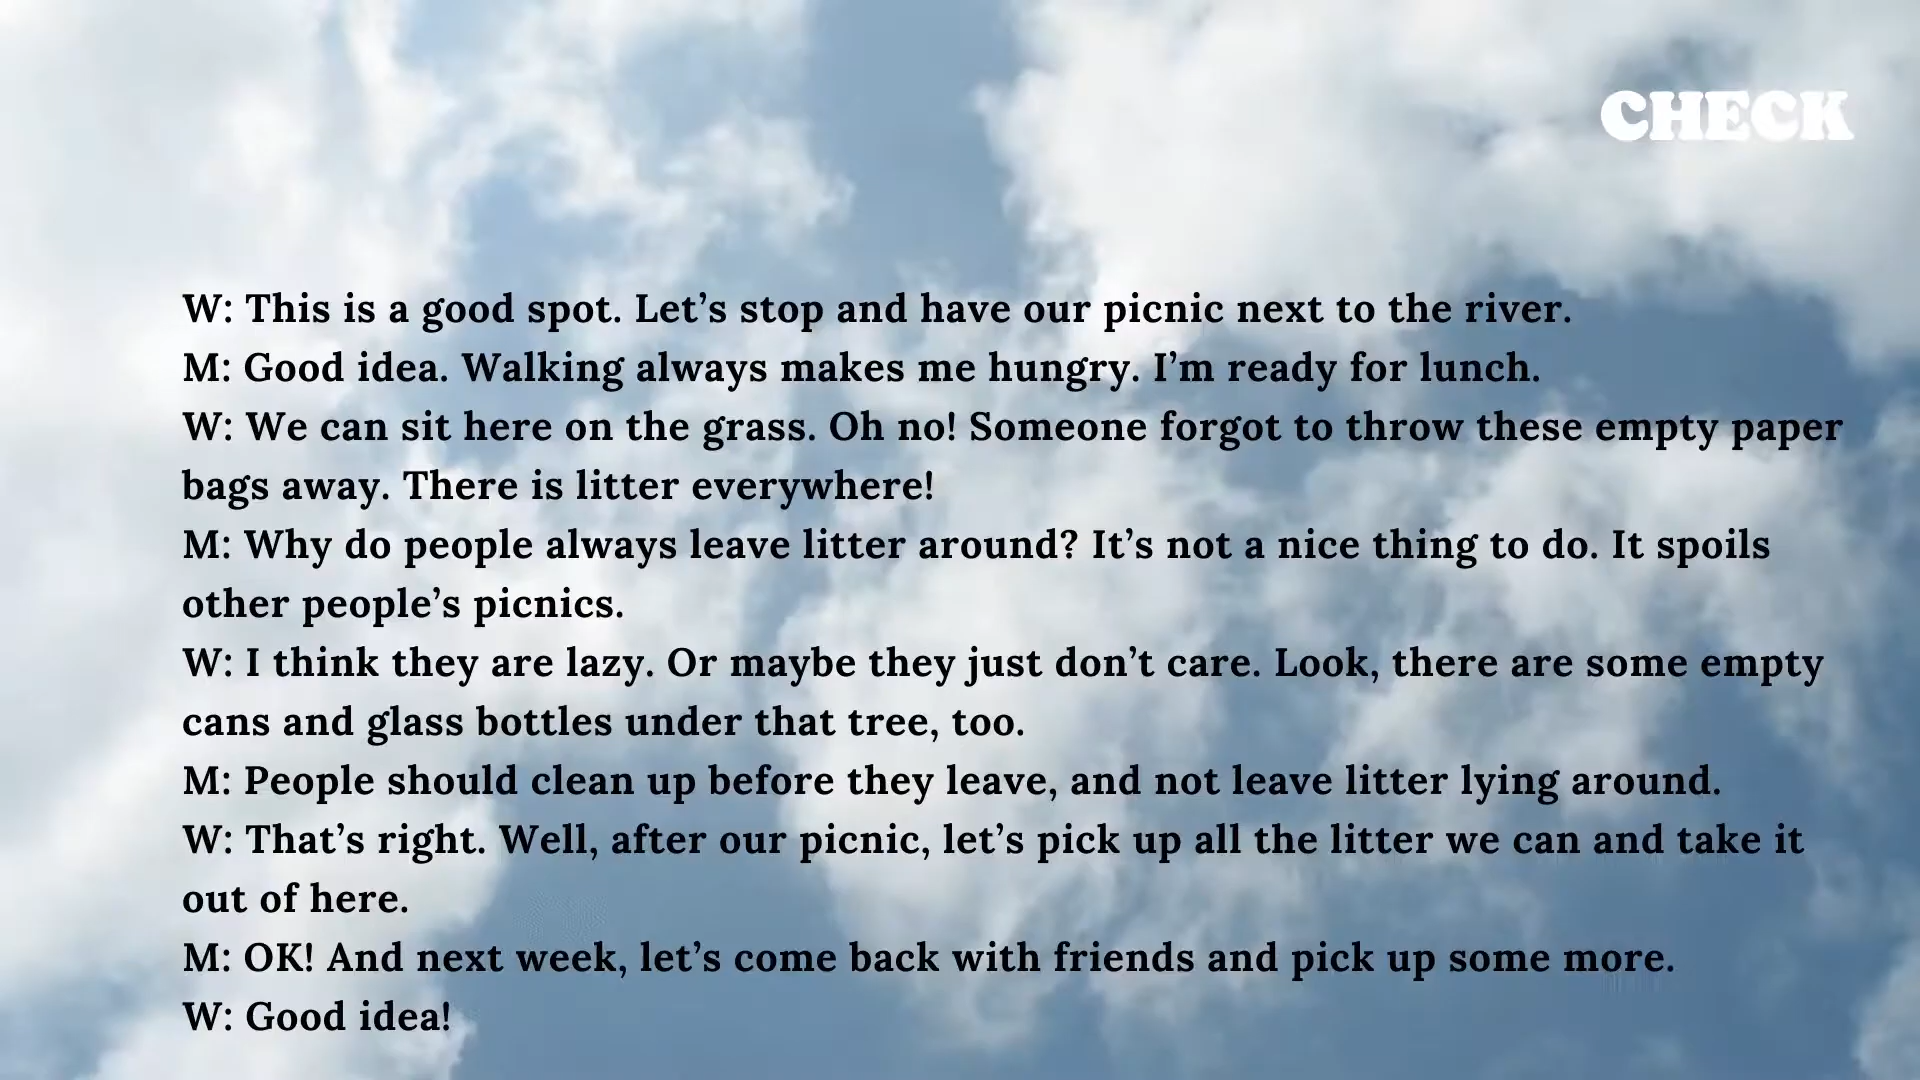 CHECK
W: This is a good spot. Let’s stop and have our picnic next to the river.
M: Good idea. Walking always makes me hungry. I’m ready for lunch.
W: We can sit here on the grass. Oh no! Someone forgot to throw these empty paper
bags away. There is litter everywhere!
M: Why do people always leave litter around? It’s not a nice thing to do. It spoils
other people’s picnics.
W: I think they are lazy. Or maybe they just don’t care. Look, there are some empty
cans and glass bottles under that tree, too.
M: People should clean up before they leave, and not leave litter lying around.
W: That’s right. Well, after our picnic, let’s pick up all the litter we can and take it
out of here.
M: OK! And next week, let’s come back with friends and pick up some more.
W: Good idea!